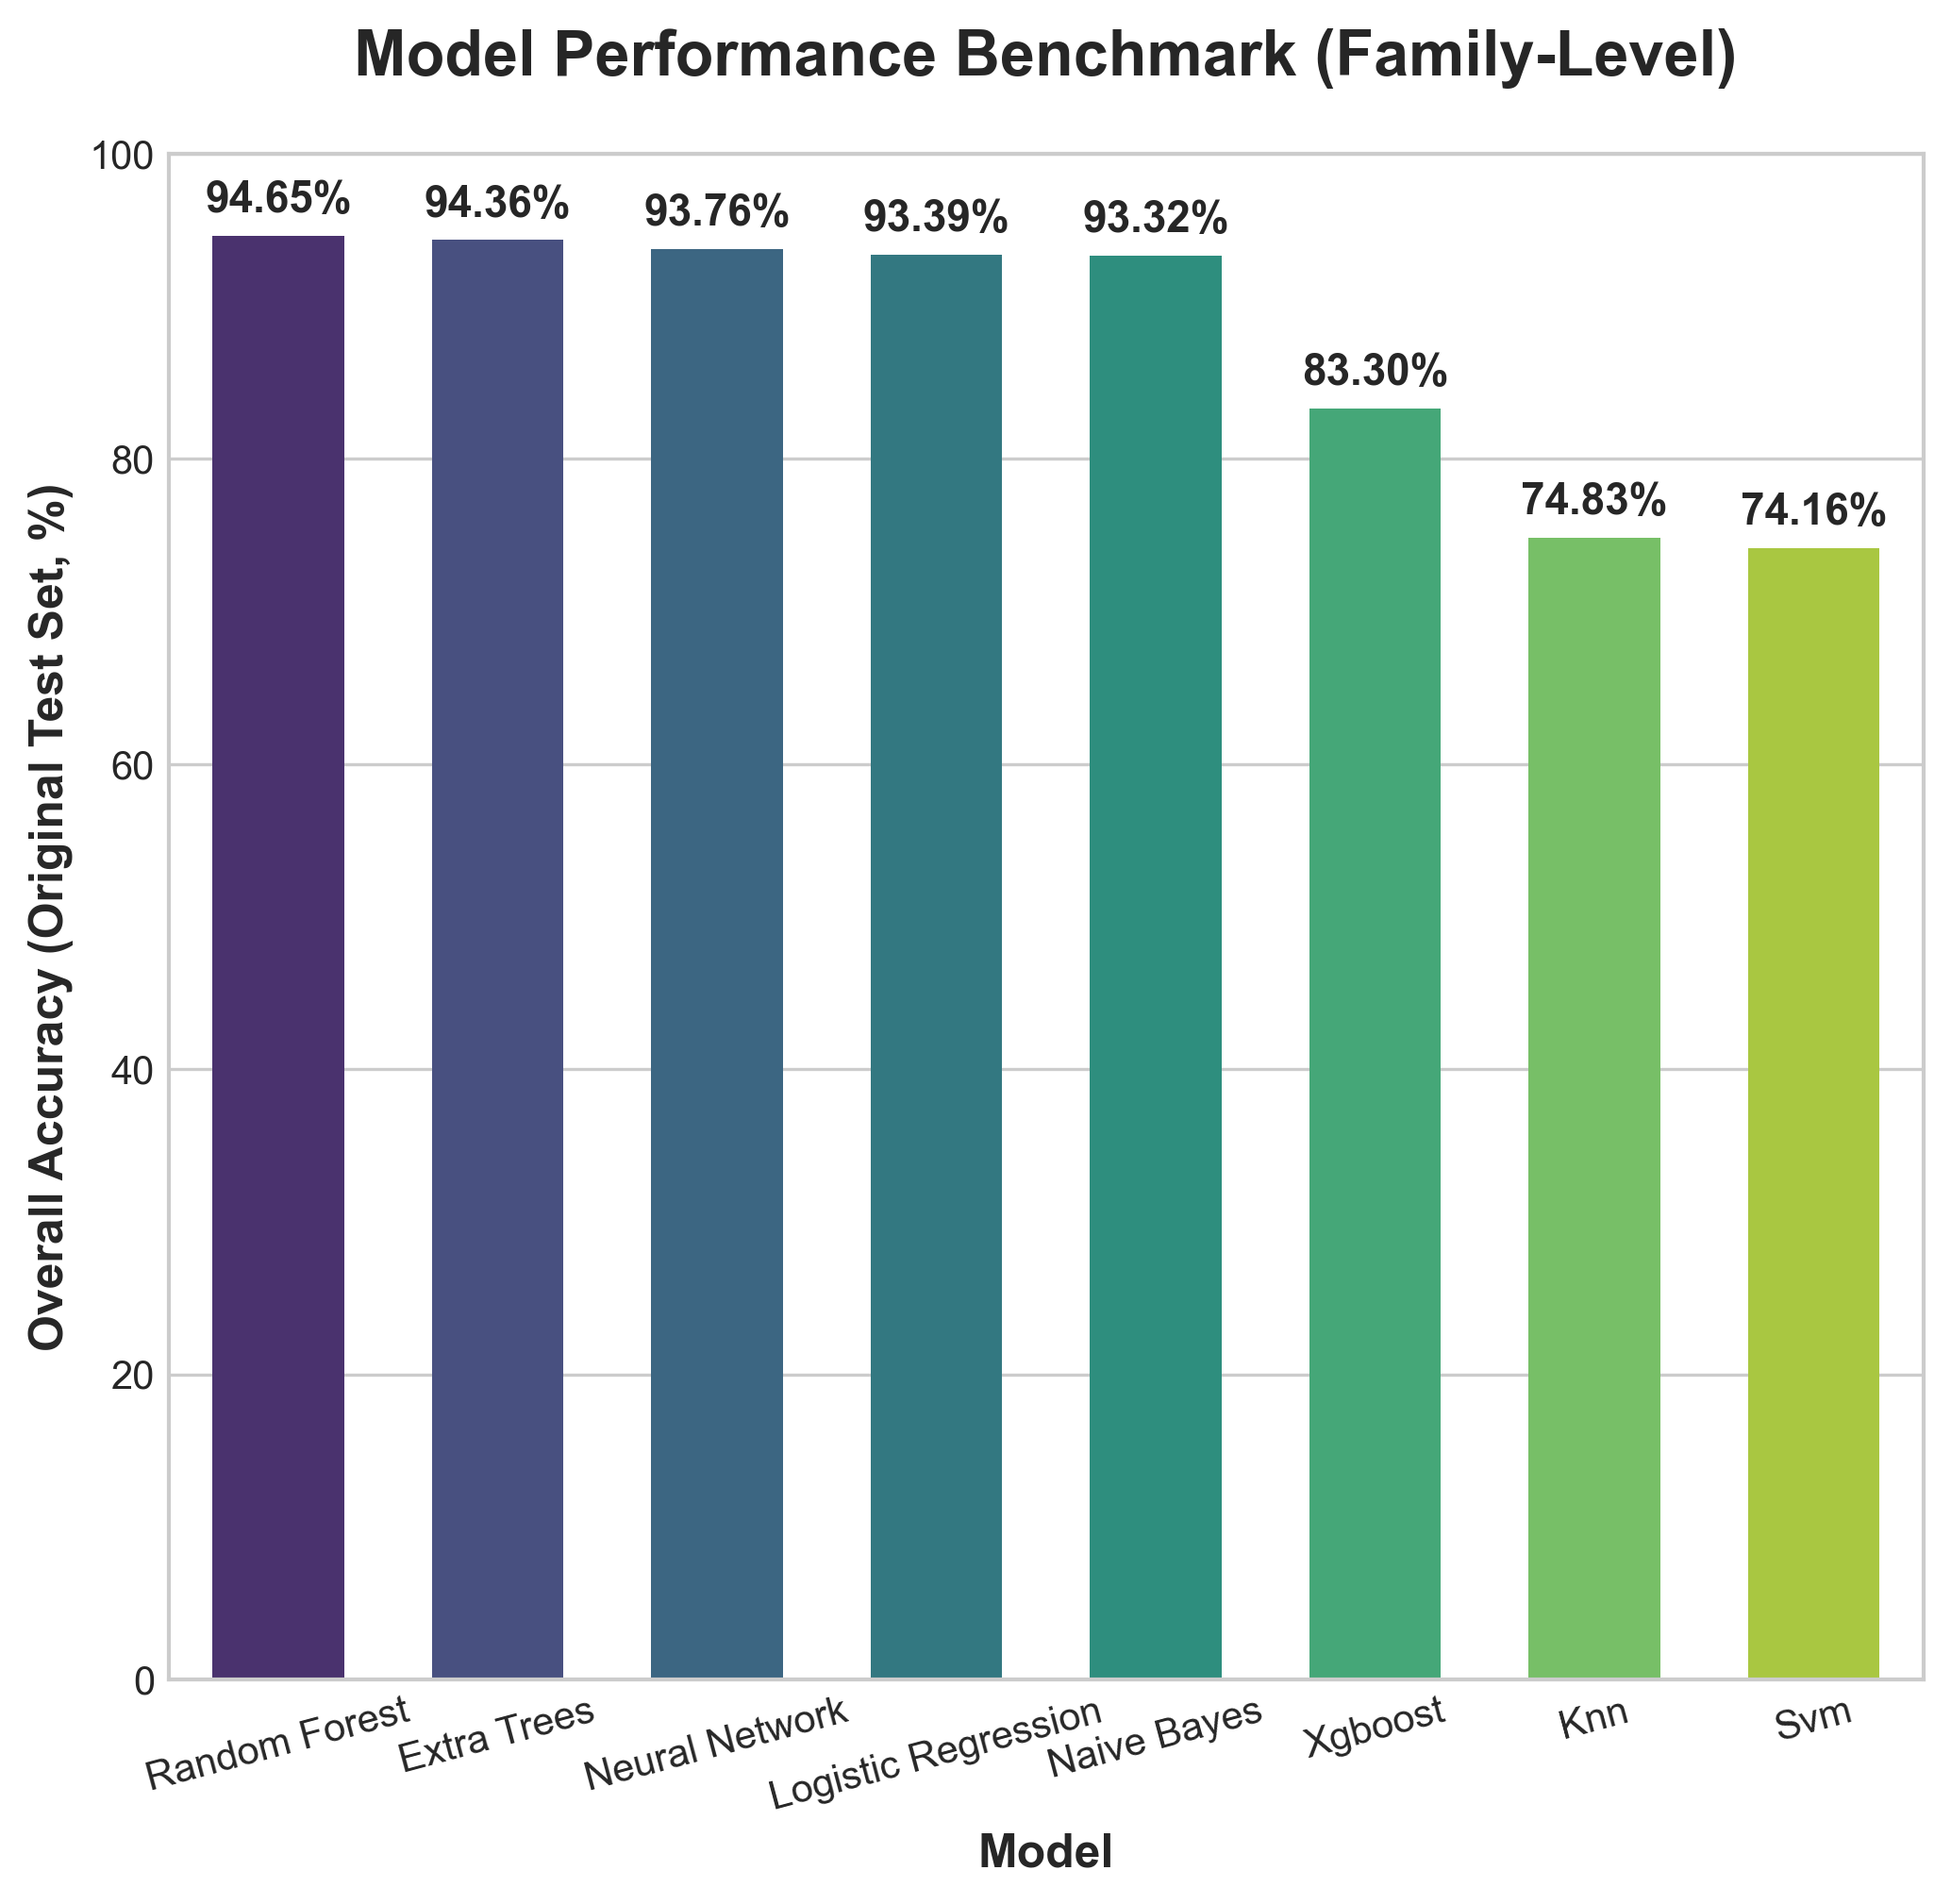 Model Performance Benchmark (Family-Level)
Overall Accuracy (Original Test Set, %)
100
80
60
40
20
0
94.65%
94.36%
93.76%
93.39%
93.32%
83.30%
74.83%
74.16%
Random Forest
Extra Trees
Neural Network
Logistic Regression
Naive Bayes
Xgboost
Knn
Svm
Model